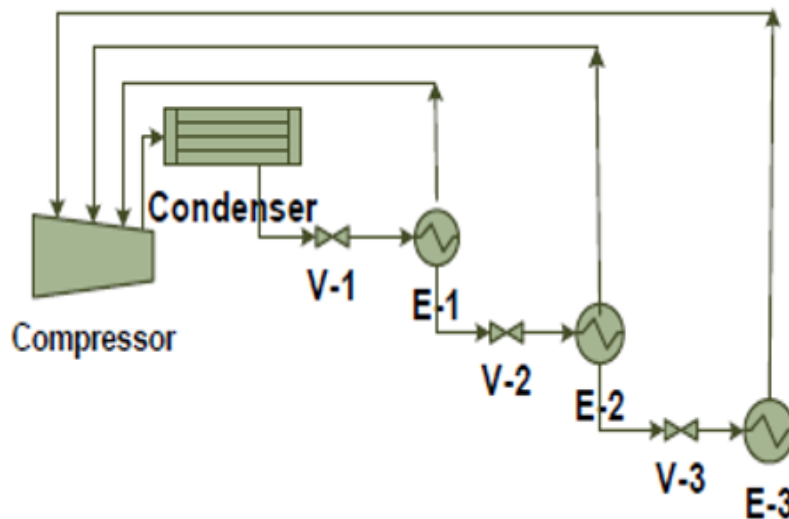 Condenser
V-1
E-1
Compressor
V-2
E-2
V-3
E-3